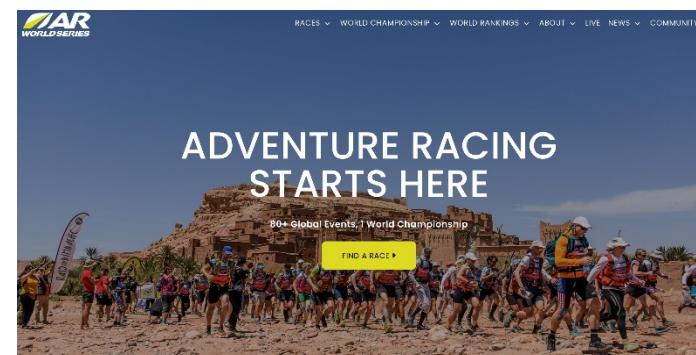 AR
WORLD SERIES
RACES WORLD CHAMPIONSHIP WORLD RANKINGS ABOUT LIVE NEWS COMMUNITY
ADVENTURE RACING
STARTS HERE
80+ Global Events, 1 World Championship
FIND A RACE